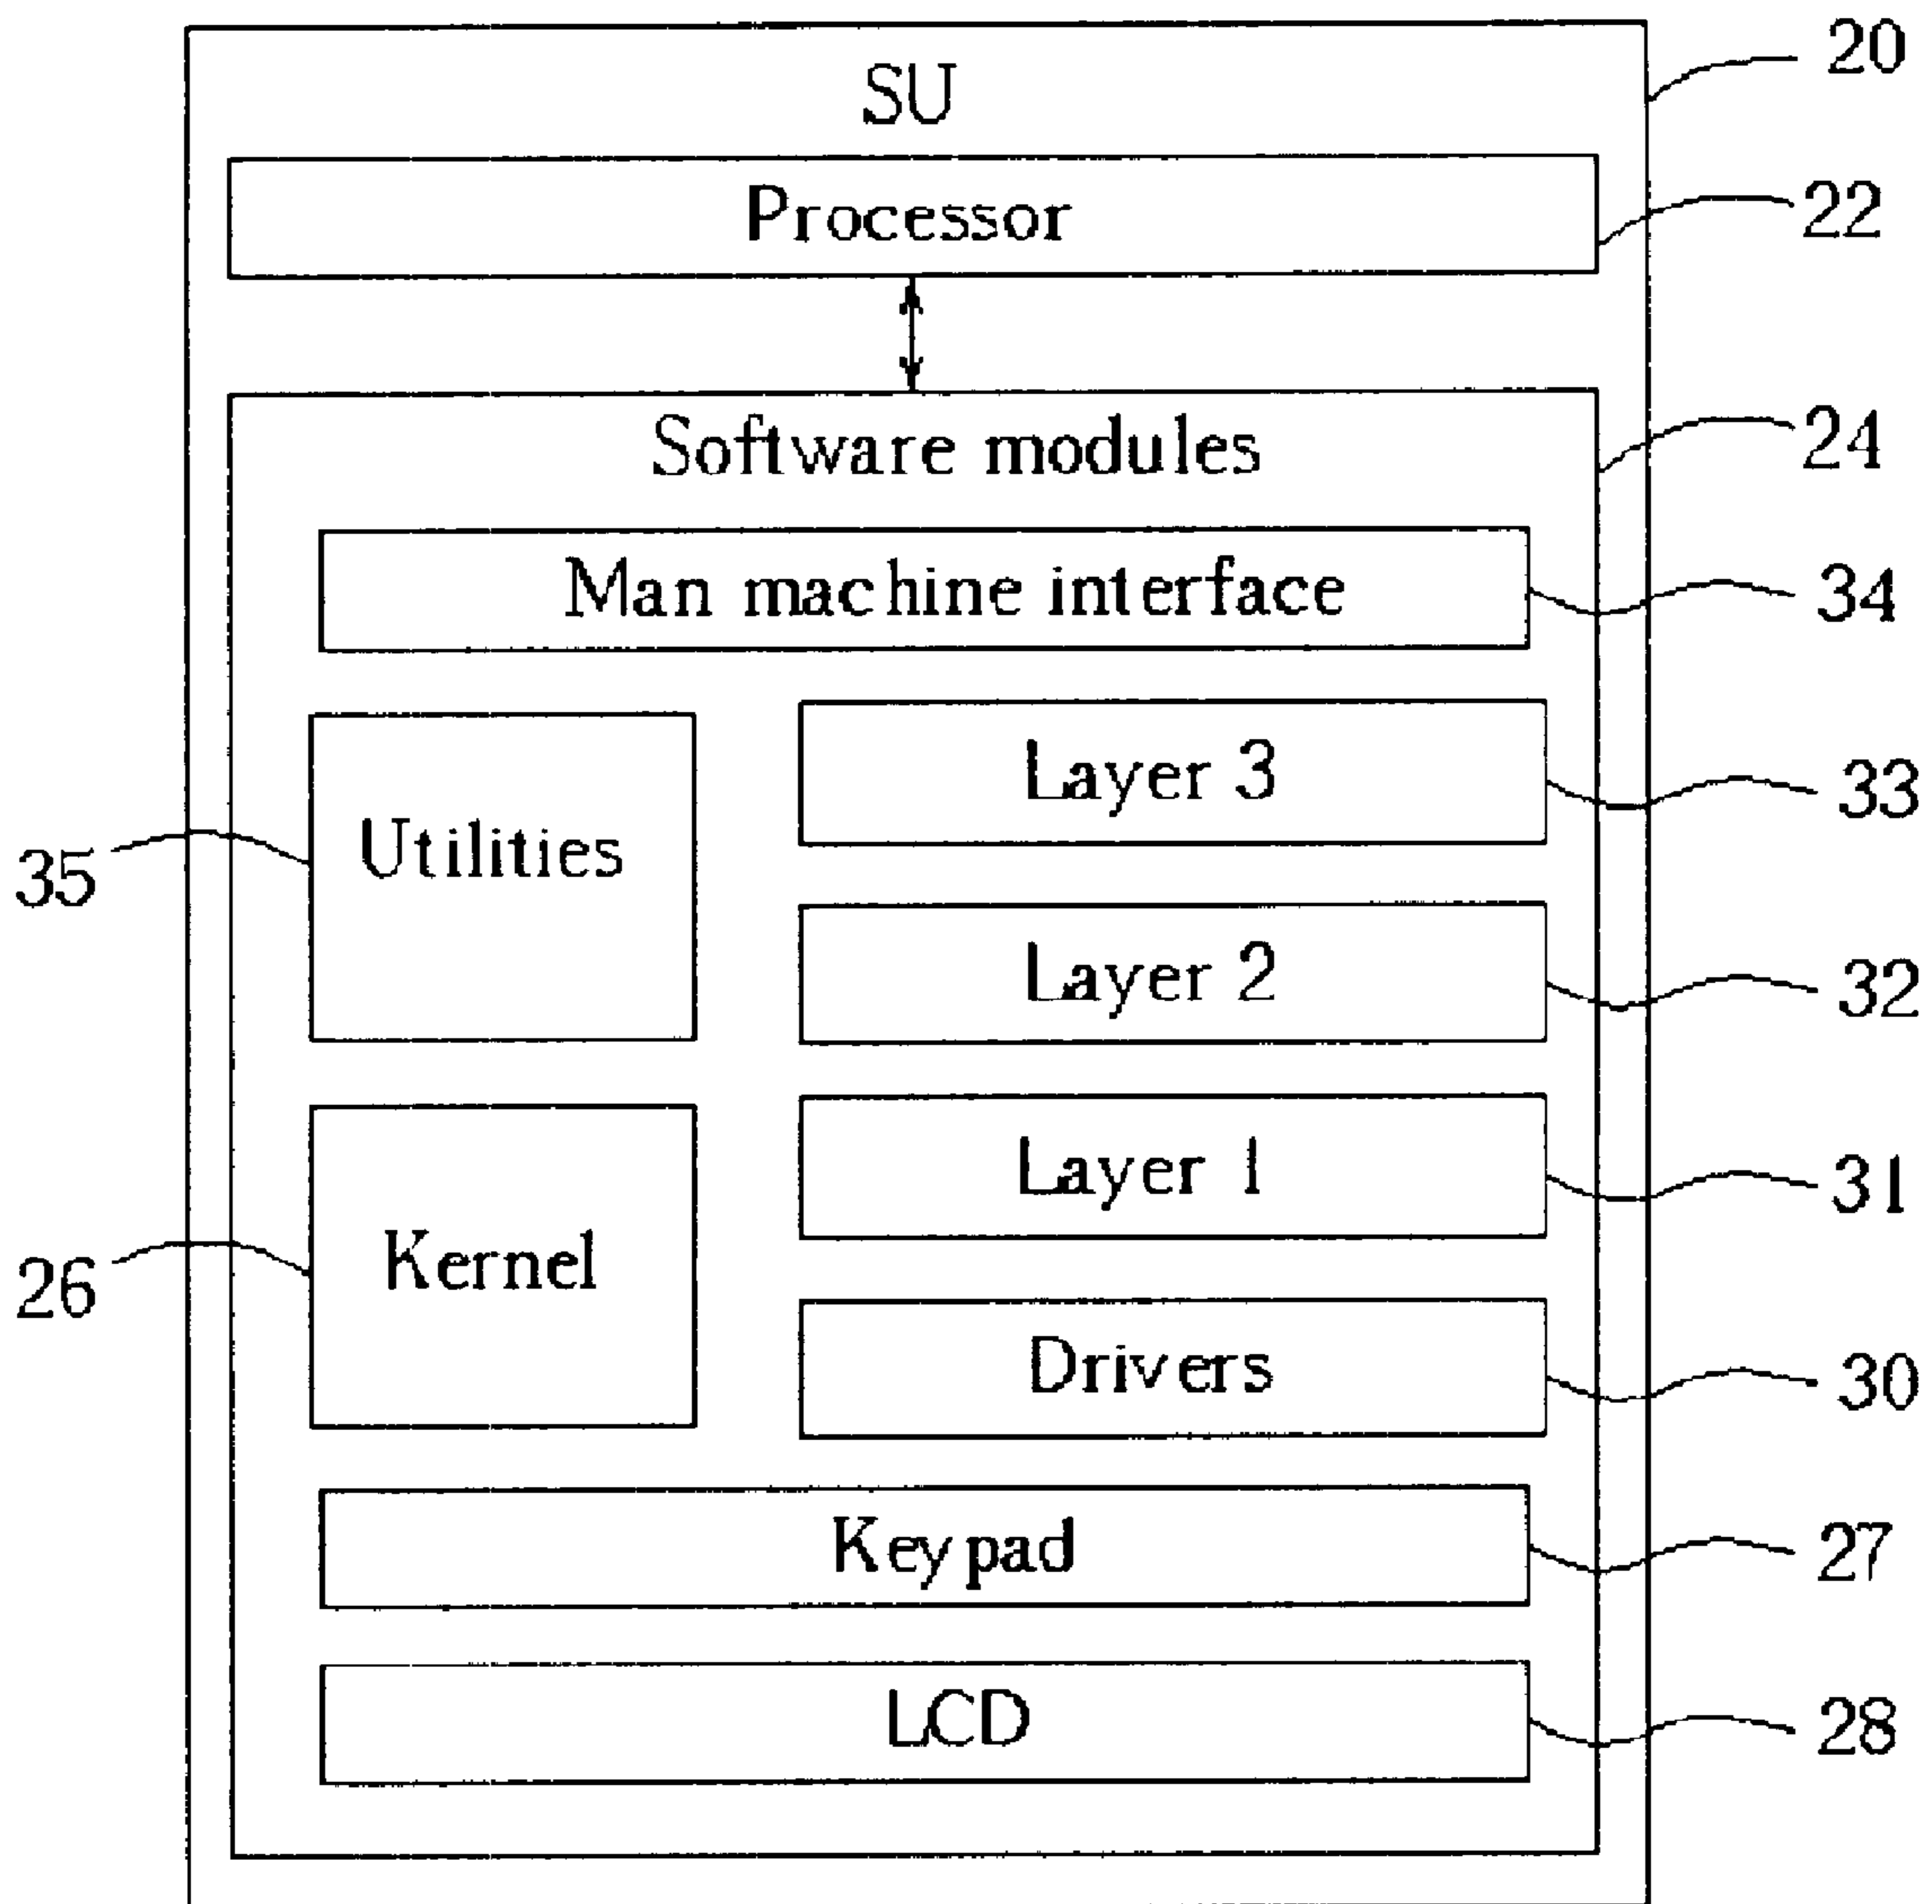 20
SU
Processor
22
Software modules
24
Man machine interface
34
Layer 3
33
Utilities
35
Layer 2
32
Layer 1
31
Kernel
26
Drivers
30
Keypad
27
LCD
28